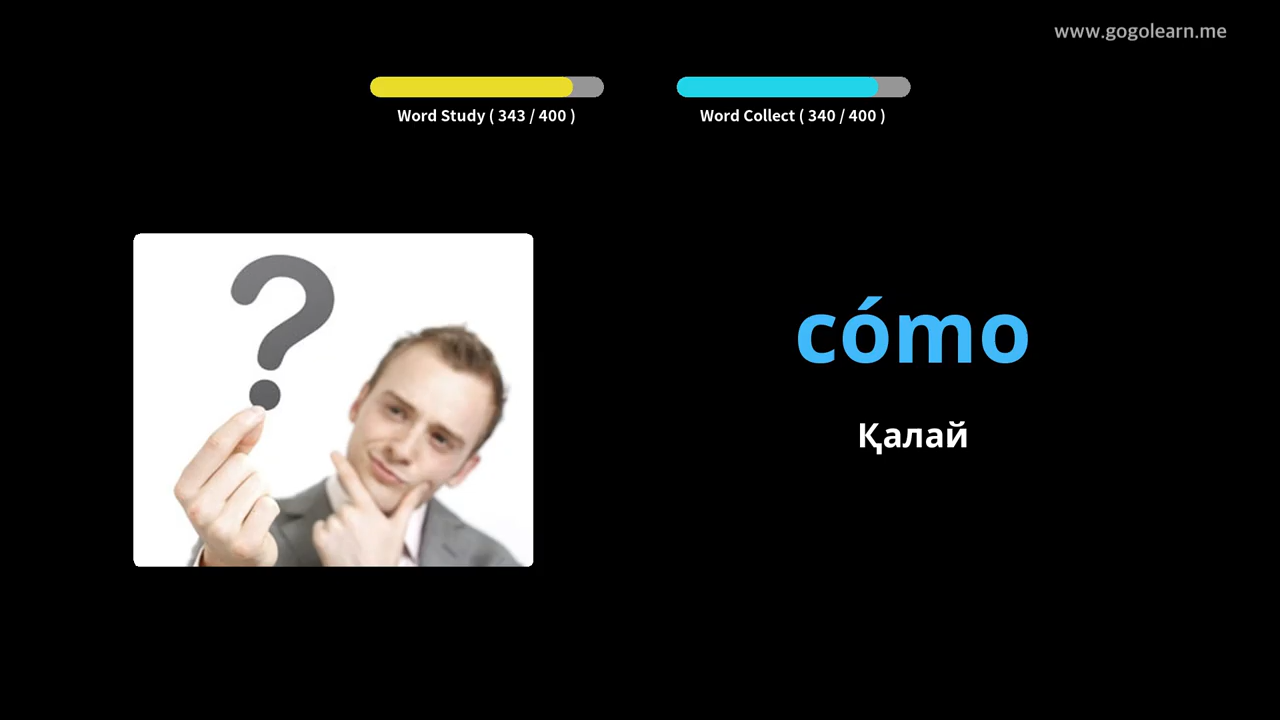 www.gogolearn.me
Word Study ( 343 / 400 )
Word Collect ( 340 / 400 )
?
cómo
Қалай